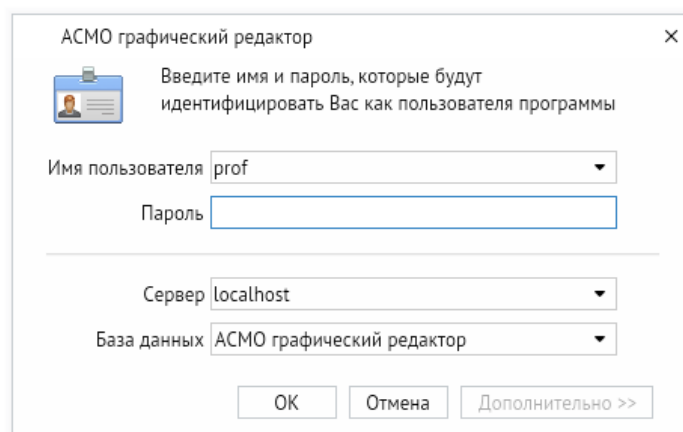 АСМО графический редактор
Введите имя и пароль, которые будут
идентифицировать Вас как пользователя программы
Имя пользователя prof
Пароль
Сервер localhost
База данных АСМО графический редактор
ОК Отмена Дополнительно >>